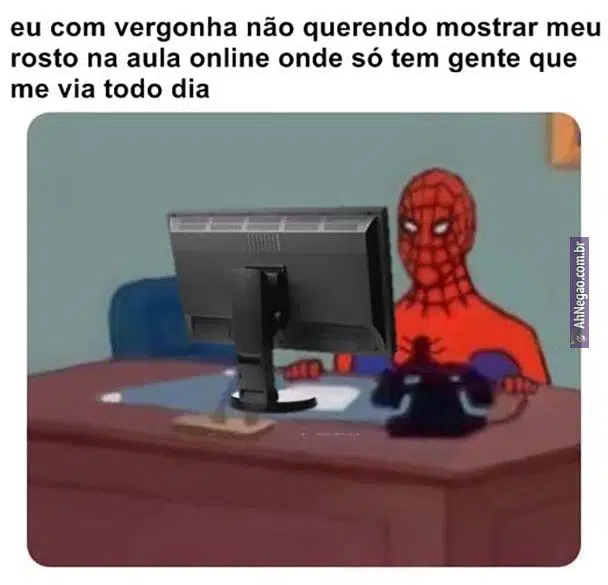 eu com vergonha não querendo mostrar meu
rosto na aula online onde só tem gente que
me via todo dia
AhNegao.com.br